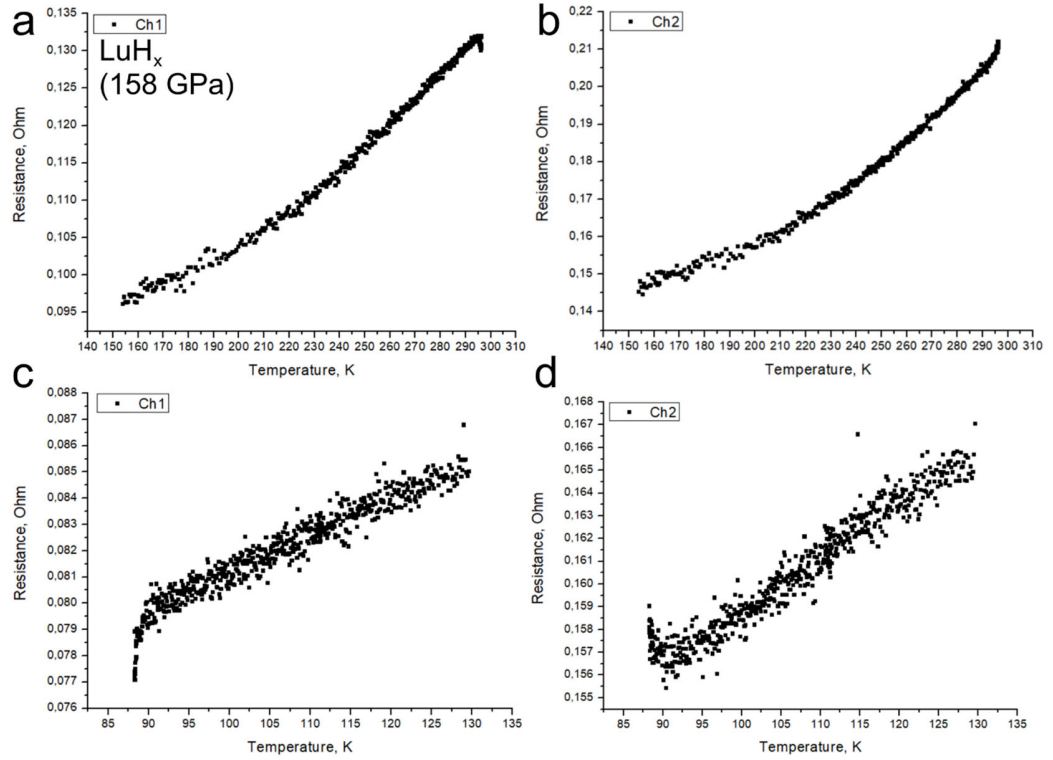 a
Ch1
LuHₓ
(158 GPa)
0,135
0,130
0,125
0,120
0,115
0,110
0,105
0,100
0,095
Resistance, Ohm
140 150 160 170 180 190 200 210 220 230 240 250 260 270 280 290 300 310
Temperature, K
b
Ch2
0,22
0,21
0,20
0,19
0,18
0,17
0,16
0,15
0,14
Resistance, Ohm
140 150 160 170 180 190 200 210 220 230 240 250 260 270 280 290 300 310
Temperature, K
c
Ch1
0,088
0,087
0,086
0,085
0,084
0,083
0,082
0,081
0,080
0,079
0,078
0,077
0,076
Resistance, Ohm
85 90 95 100 105 110 115 120 125 130 135
Temperature, K
d
Ch2
0,168
0,167
0,166
0,165
0,164
0,163
0,162
0,161
0,160
0,159
0,158
0,157
0,156
0,155
Resistance, Ohm
85 90 95 100 105 110 115 120 125 130 135
Temperature, K